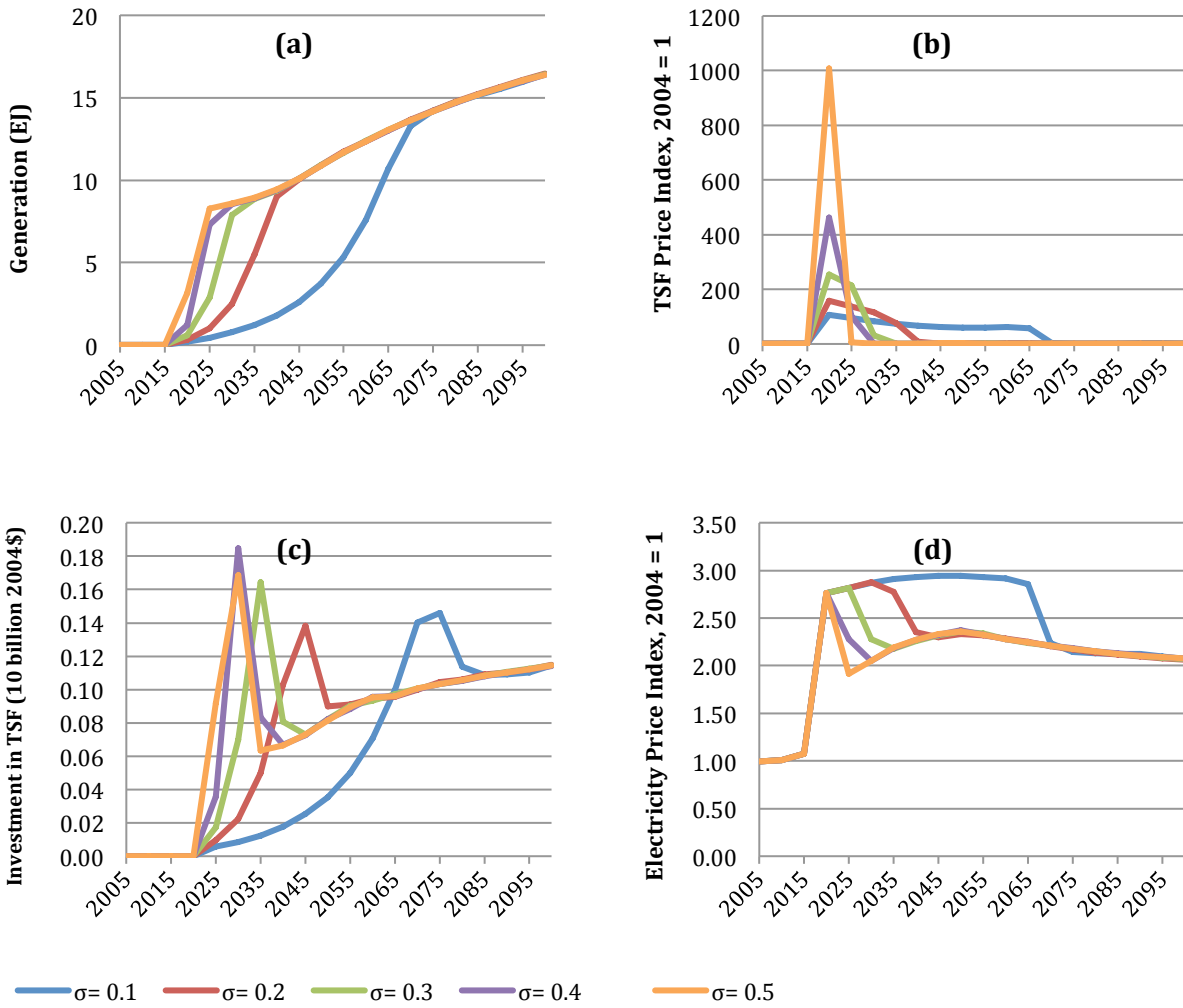 (a)
Generation (EJ)
20
15
10
5
0
2005 2015 2025 2035 2045 2055 2065 2075 2085 2095
(b)
TSF Price Index, 2004 = 1
1200
1000
800
600
400
200
0
2005 2015 2025 2035 2045 2055 2065 2075 2085 2095
(c)
Investment in TSF (10 billion 2004$)
0.20
0.18
0.16
0.14
0.12
0.10
0.08
0.06
0.04
0.02
0.00
2005 2015 2025 2035 2045 2055 2065 2075 2085 2095
(d)
Electricity Price Index, 2004 = 1
3.50
3.00
2.50
2.00
1.50
1.00
0.50
0.00
2005 2015 2025 2035 2045 2055 2065 2075 2085 2095
σ= 0.1 σ= 0.2 σ= 0.3 σ= 0.4 σ= 0.5